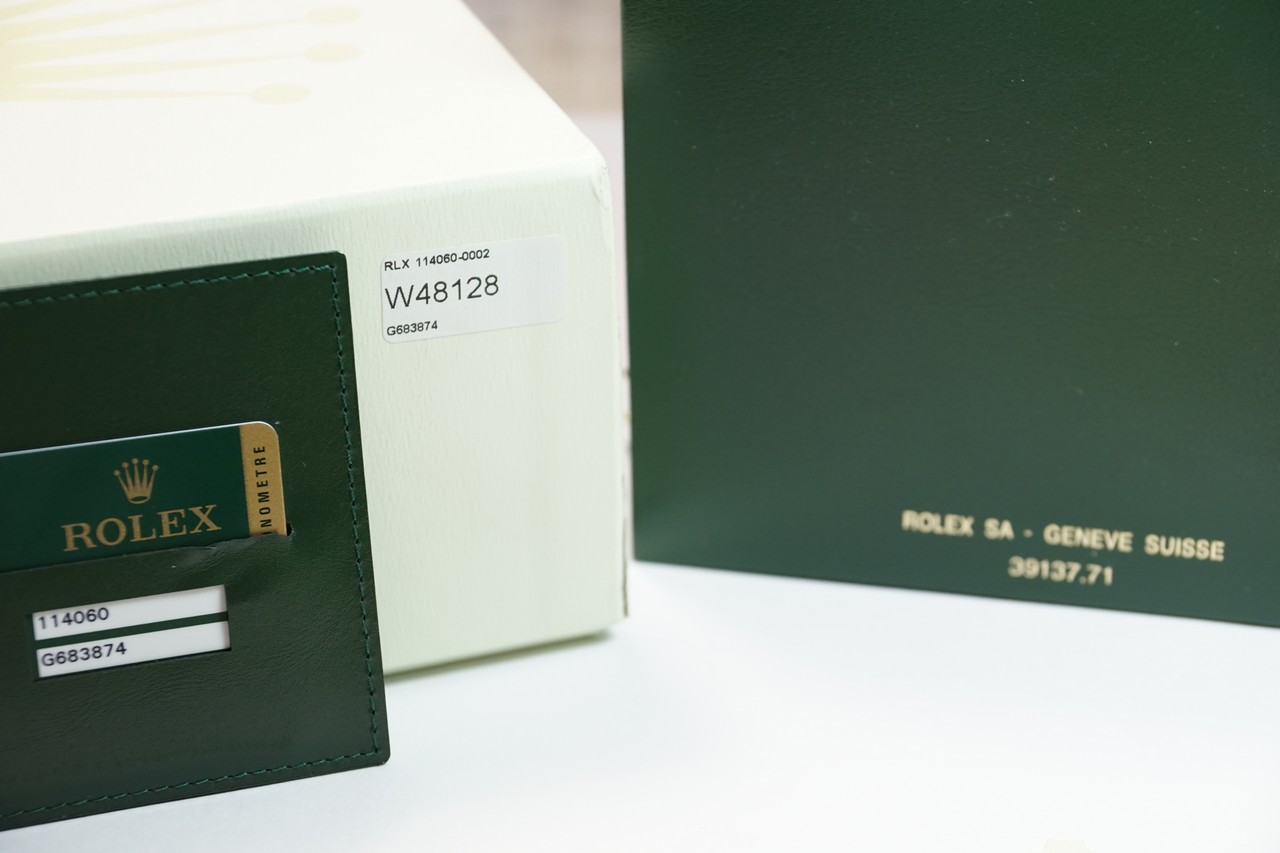 RLX 114060-0002
W48128
G683874
ROLEX
NOMETRE
114060
G683874
ROLEX SA - GENEVE SUISSE
39137.71